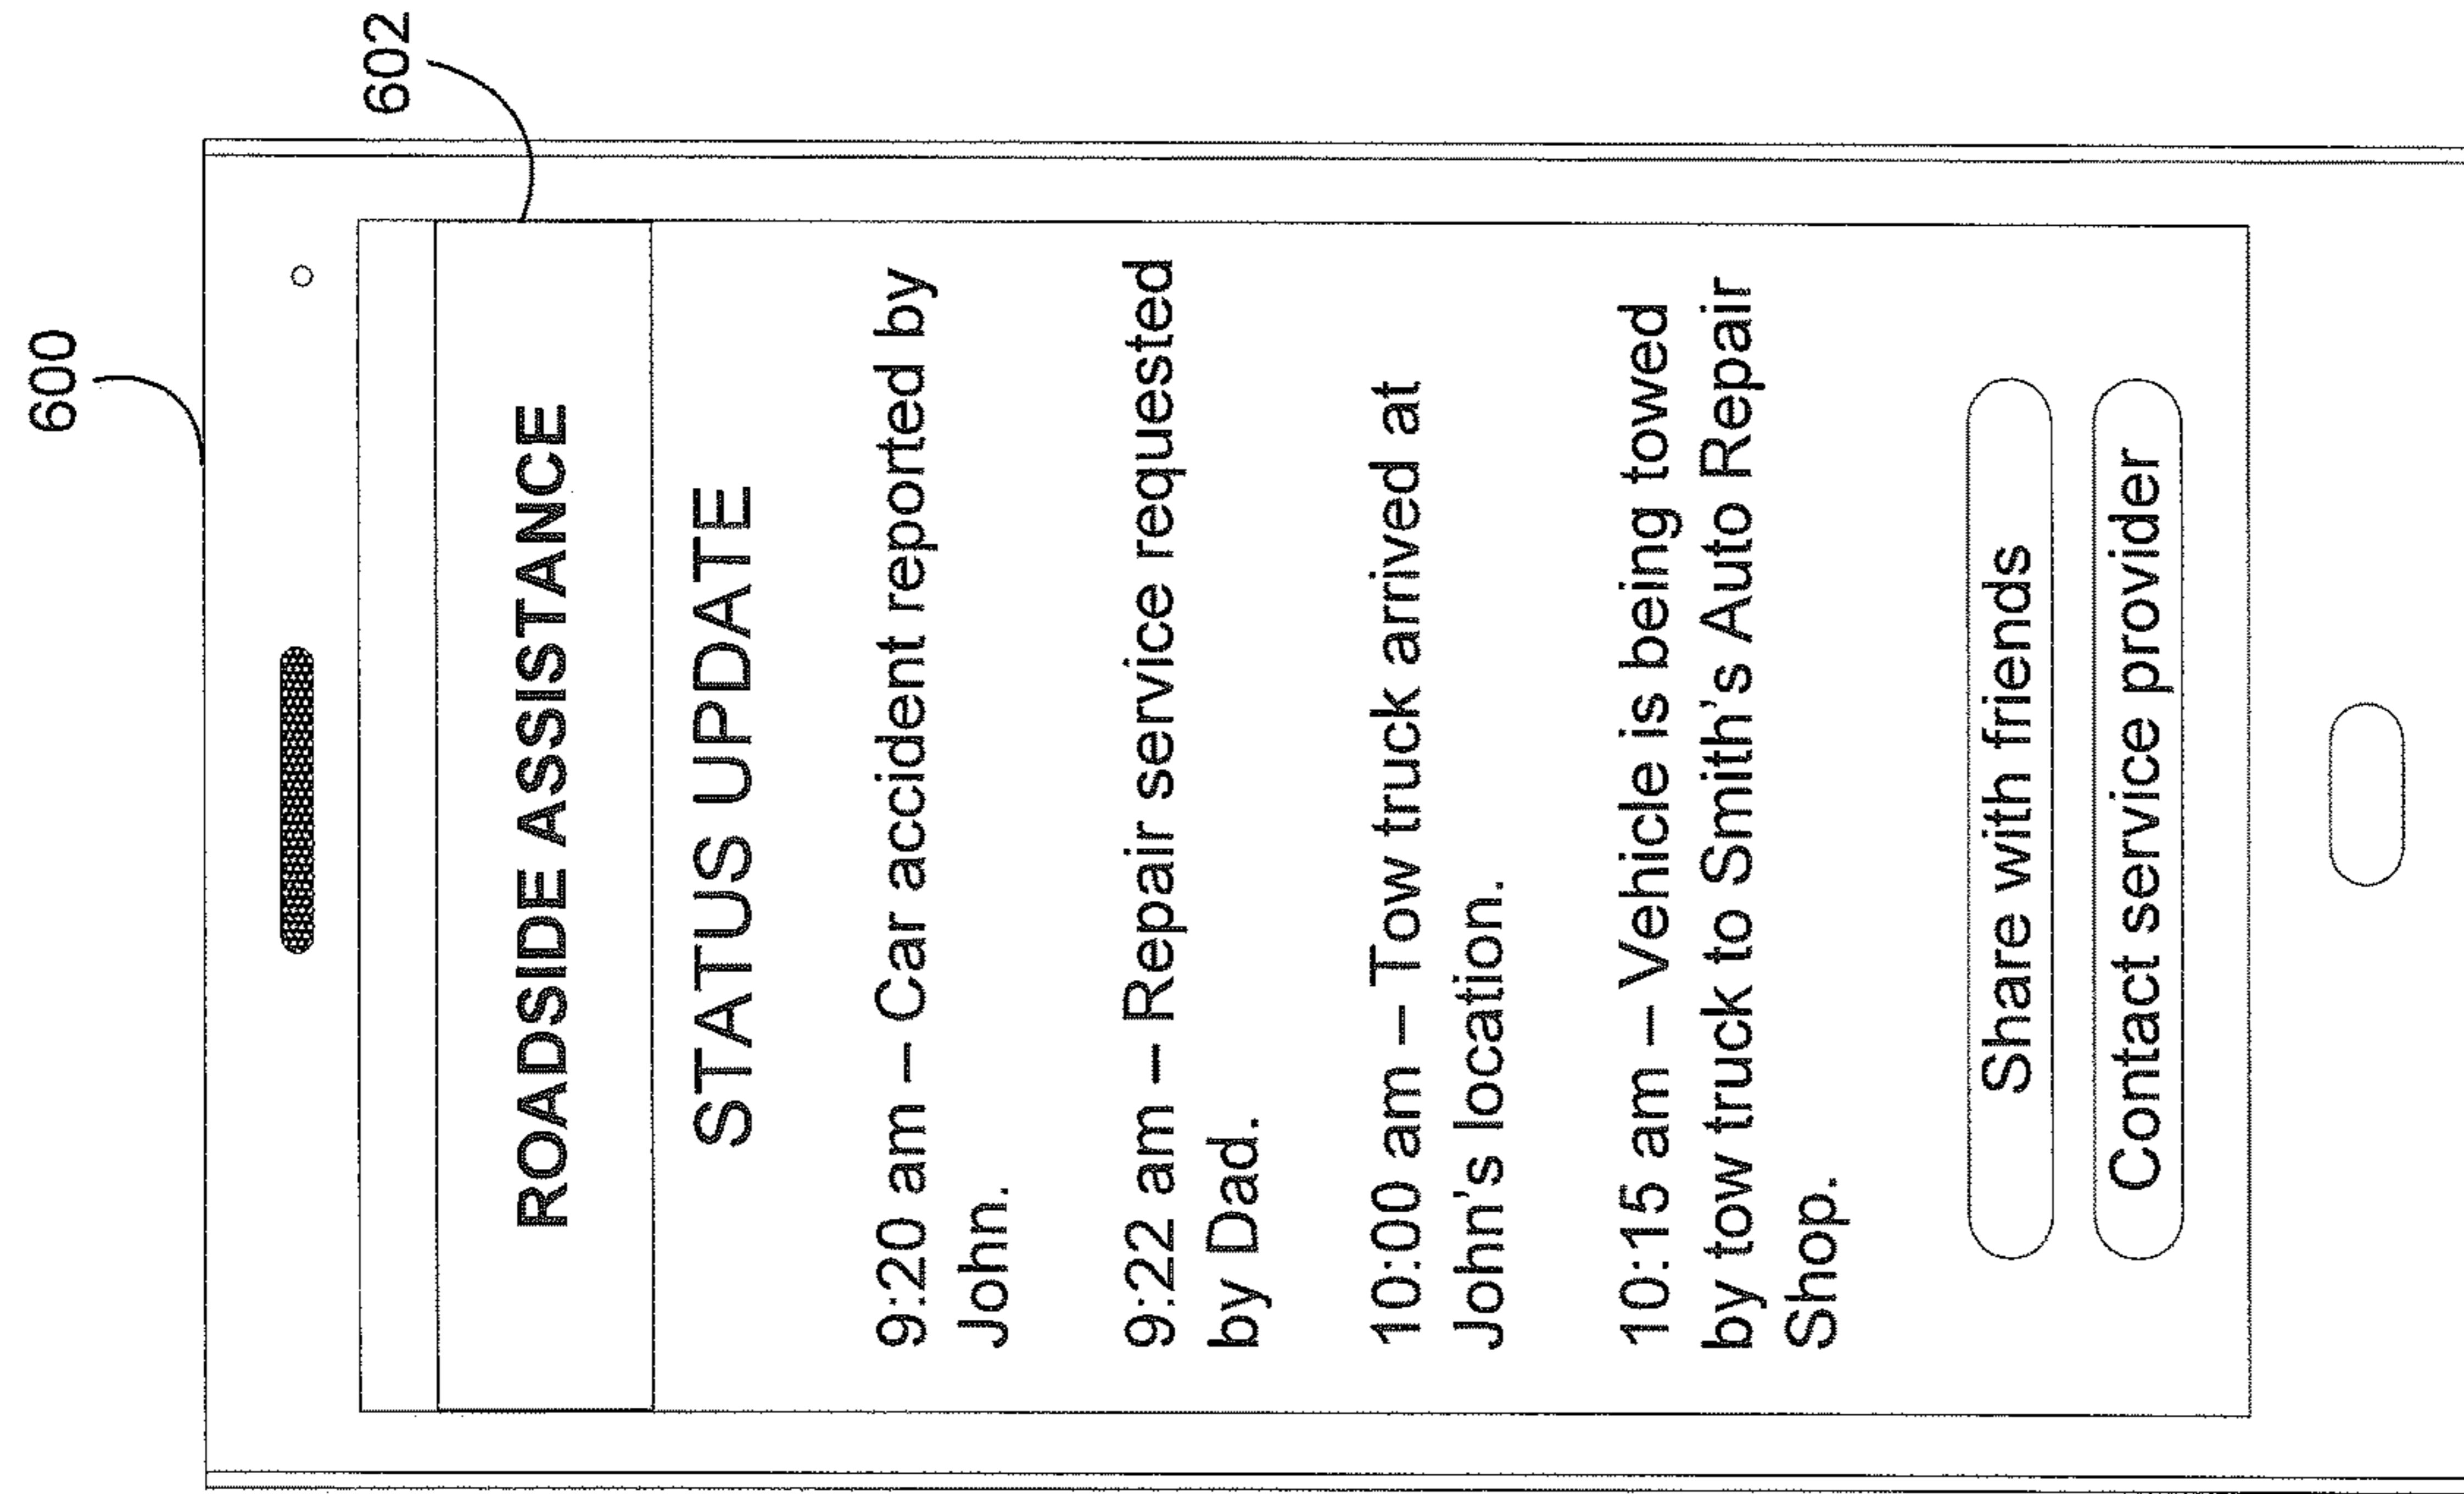 600
602
ROADSIDE ASSISTANCE
STATUS UPDATE
9:20 am – Car accident reported by
John.
9:22 am – Repair service requested
by Dad.
10:00 am – Tow truck arrived at
John's location.
10:15 am – Vehicle is being towed
by tow truck to Smith's Auto Repair
Shop.
Share with friends
Contact service provider